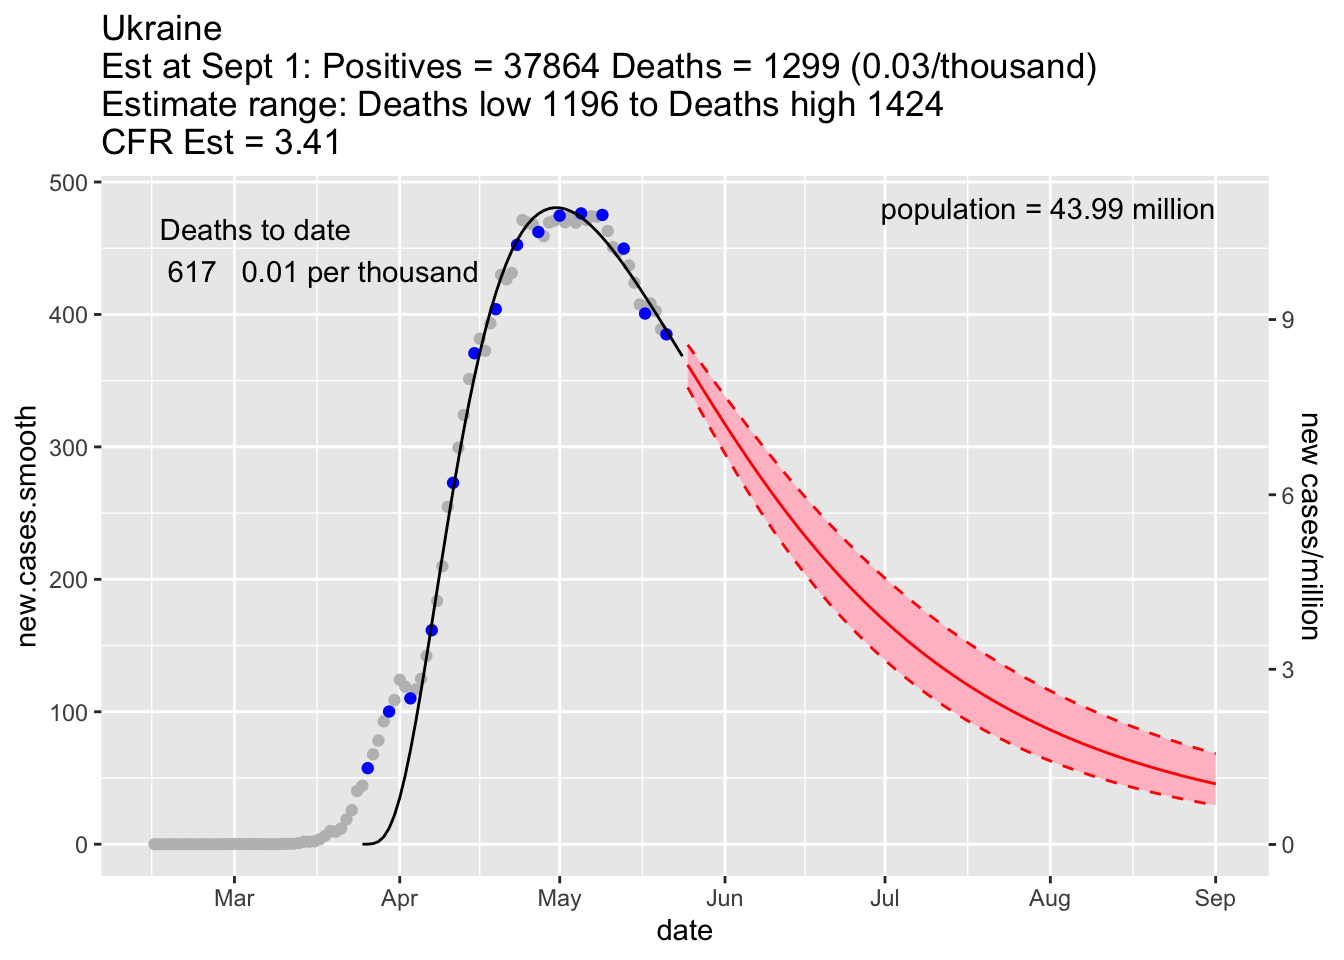 Ukraine
Est at Sept 1: Positives = 37864 Deaths = 1299 (0.03/thousand)
Estimate range: Deaths low 1196 to Deaths high 1424
CFR Est = 3.41
Deaths to date
617 0.01 per thousand
population = 43.99 million
500
400
300
200
100
0
new.cases.smooth
9
6
3
0
new cases/million
Mar Apr May Jun Jul Aug Sep
date